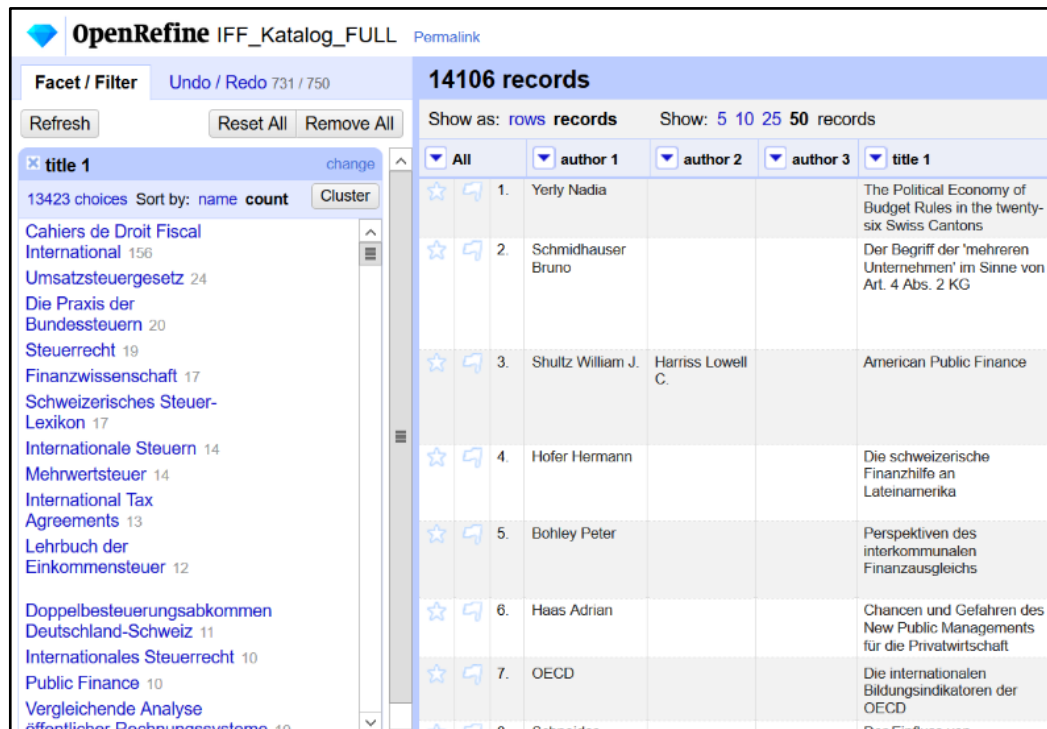 OpenRefine IFF_Katalog_FULL Permalink
Facet / Filter Undo / Redo 731 / 750
Refresh Reset All Remove All
title 1 change
13423 choices Sort by: name count Cluster
Cahiers de Droit Fiscal
International 156
Umsatzsteuergesetz 24
Die Praxis der
Bundessteuern 20
Steuerrecht 19
Finanzwissenschaft 17
Schweizerisches Steuer-
Lexikon 17
Internationale Steuern 14
Mehrwertsteuer 14
International Tax
Agreements 13
Lehrbuch der
Einkommensteuer 12
Doppelbesteuerungsabkommen
Deutschland-Schweiz 11
Internationales Steuerrecht 10
Public Finance 10
Vergleichende Analyse
öffentlicher Rechnungssysteme 10
14106 records
Show as: rows records Show: 5 10 25 50 records
All author 1 author 2 author 3 title 1
1. Yerly Nadia The Political Economy of
Budget Rules in the twenty-
six Swiss Cantons
2. Schmidhauser Der Begriff der 'mehreren
Bruno Unternehmen' im Sinne von
Art. 4 Abs. 2 KG
3. Shultz William J. Harriss Lowell American Public Finance
C.
4. Hofer Hermann Die schweizerische
Finanzhilfe an
Lateinamerika
5. Bohley Peter Perspektiven des
interkommunalen
Finanzausgleichs
6. Haas Adrian Chancen und Gefahren des
New Public Managements
für die Privatwirtschaft
7. OECD Die internationalen
Bildungsindikatoren der
OECD
Schneider Der Einfluss von